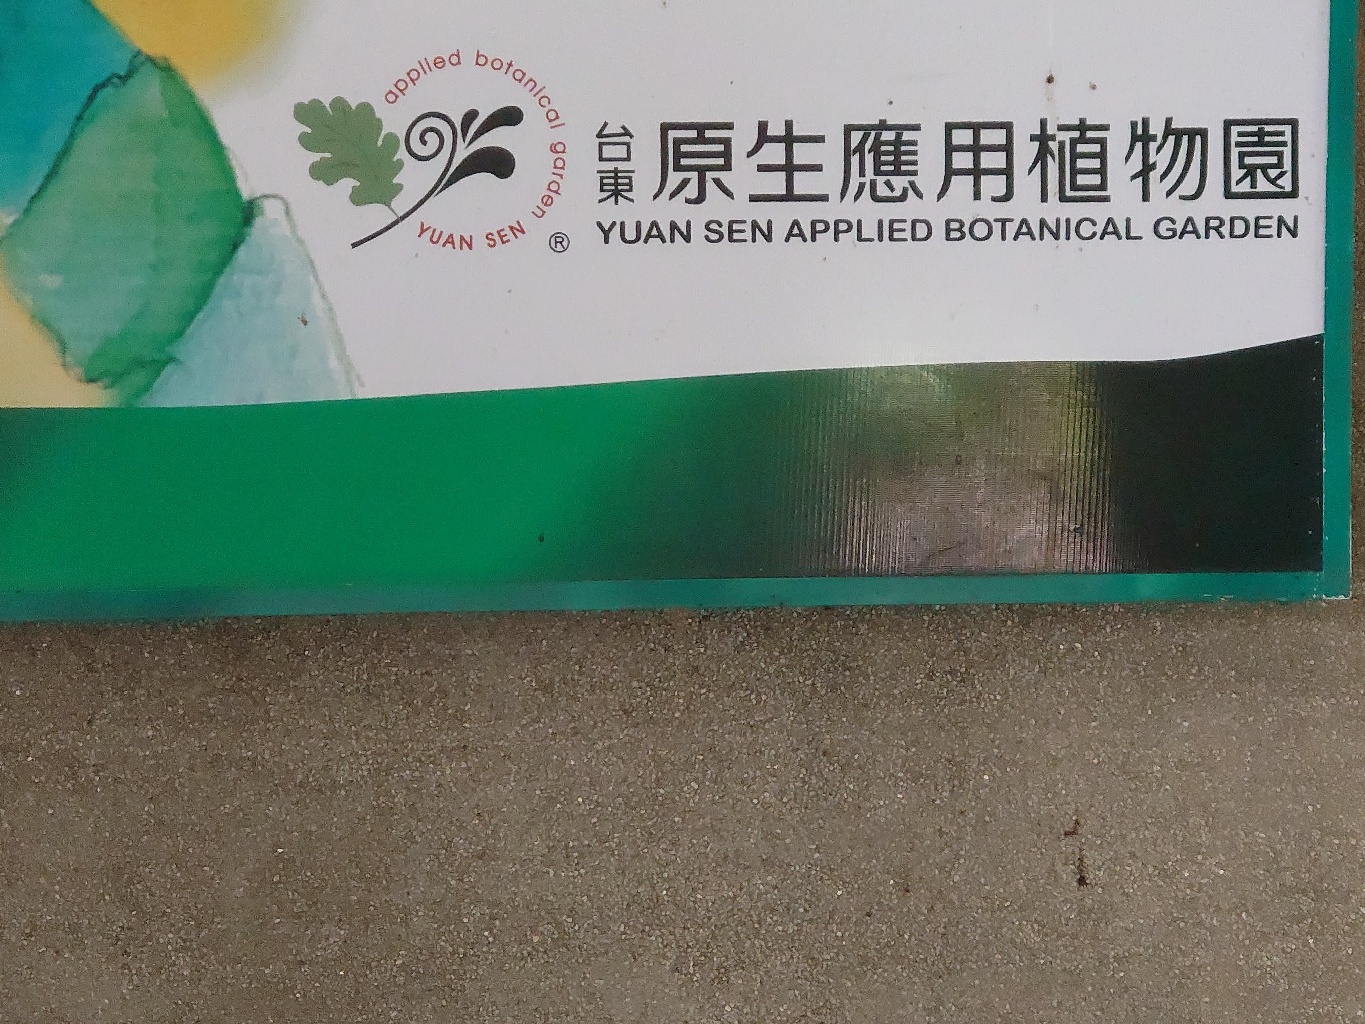 applied botanical garden
YUAN SEN
®
台東 原生應用植物園
YUAN SEN APPLIED BOTANICAL GARDEN